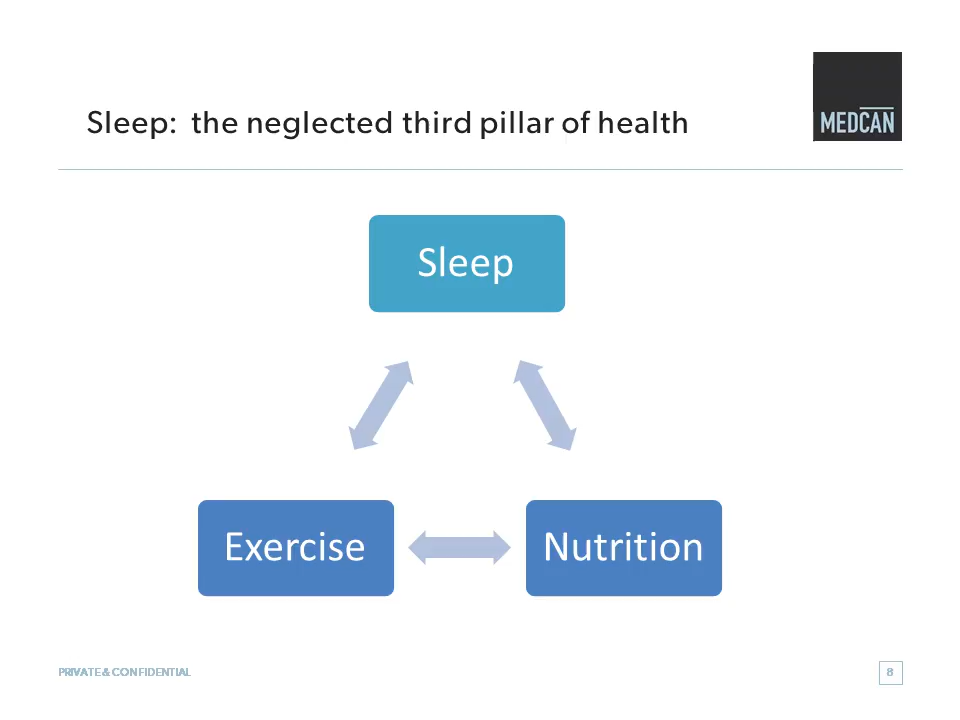 Sleep:  the neglected third pillar of health
MEDCAN
Sleep
Exercise
Nutrition
PRIVATE & CONFIDENTIAL
8